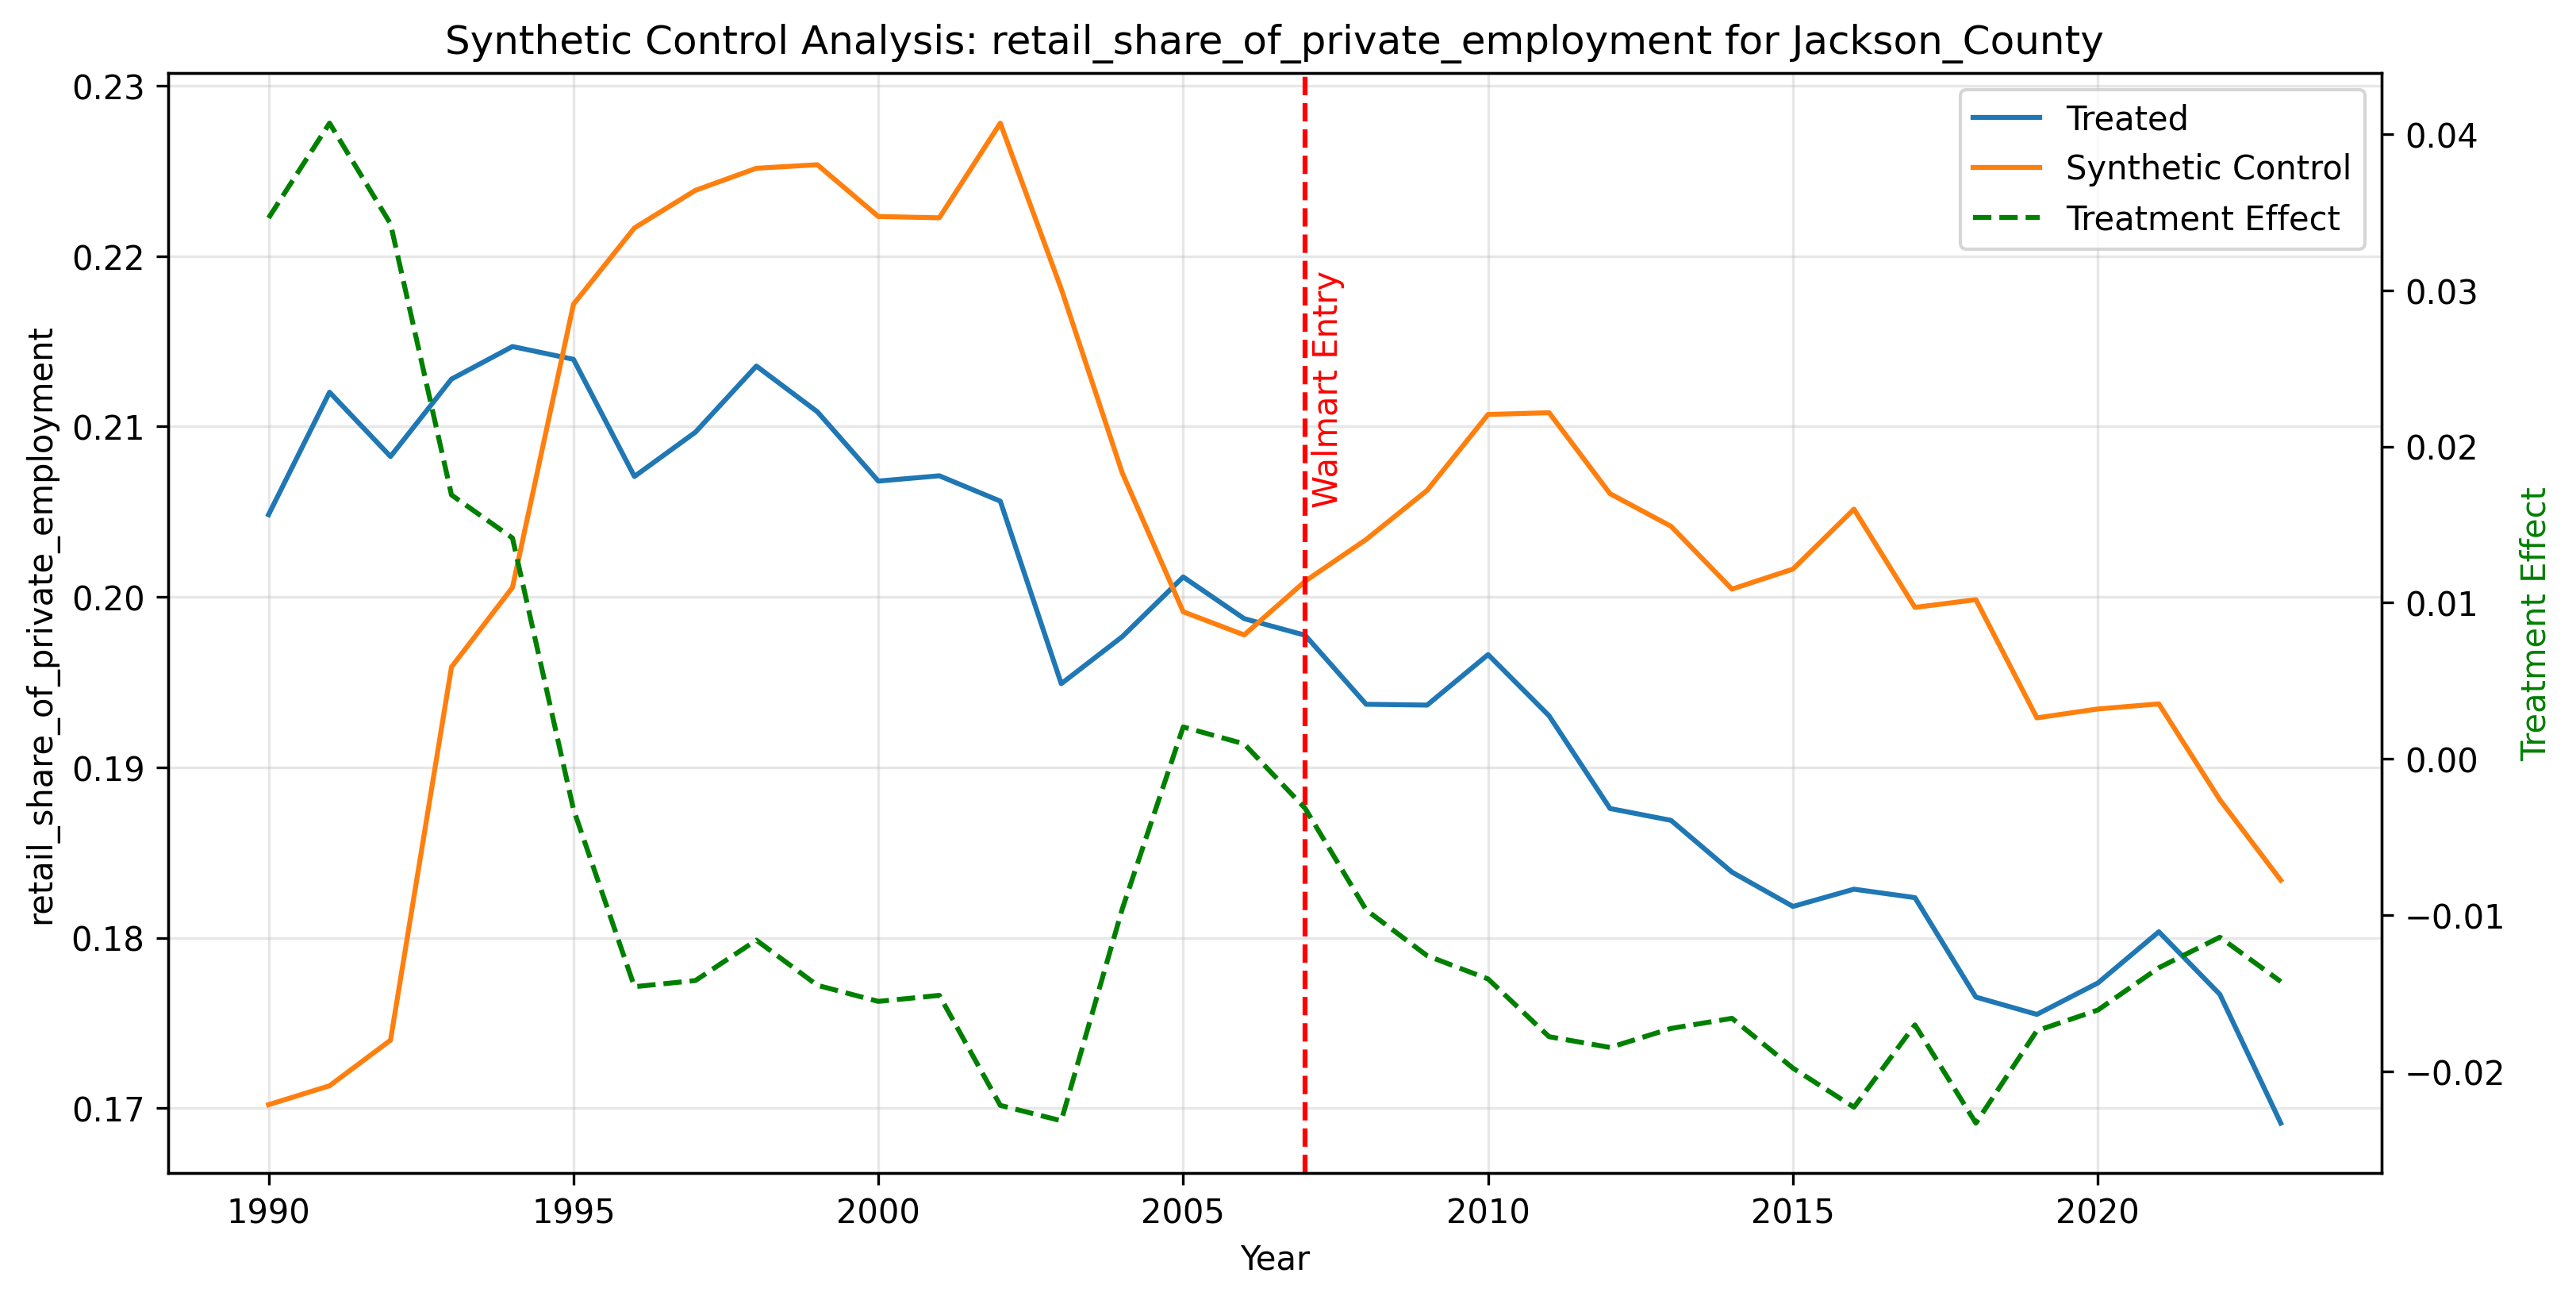 Synthetic Control Analysis: retail_share_of_private_employment for Jackson_County
retail_share_of_private_employment
0.23
0.22
0.21
0.20
0.19
0.18
0.17
Treated
Synthetic Control
Treatment Effect
Walmart Entry
0.04
0.03
0.02
0.01
0.00
−0.01
−0.02
Treatment Effect
1990
1995
2000
2005
2010
2015
2020
Year